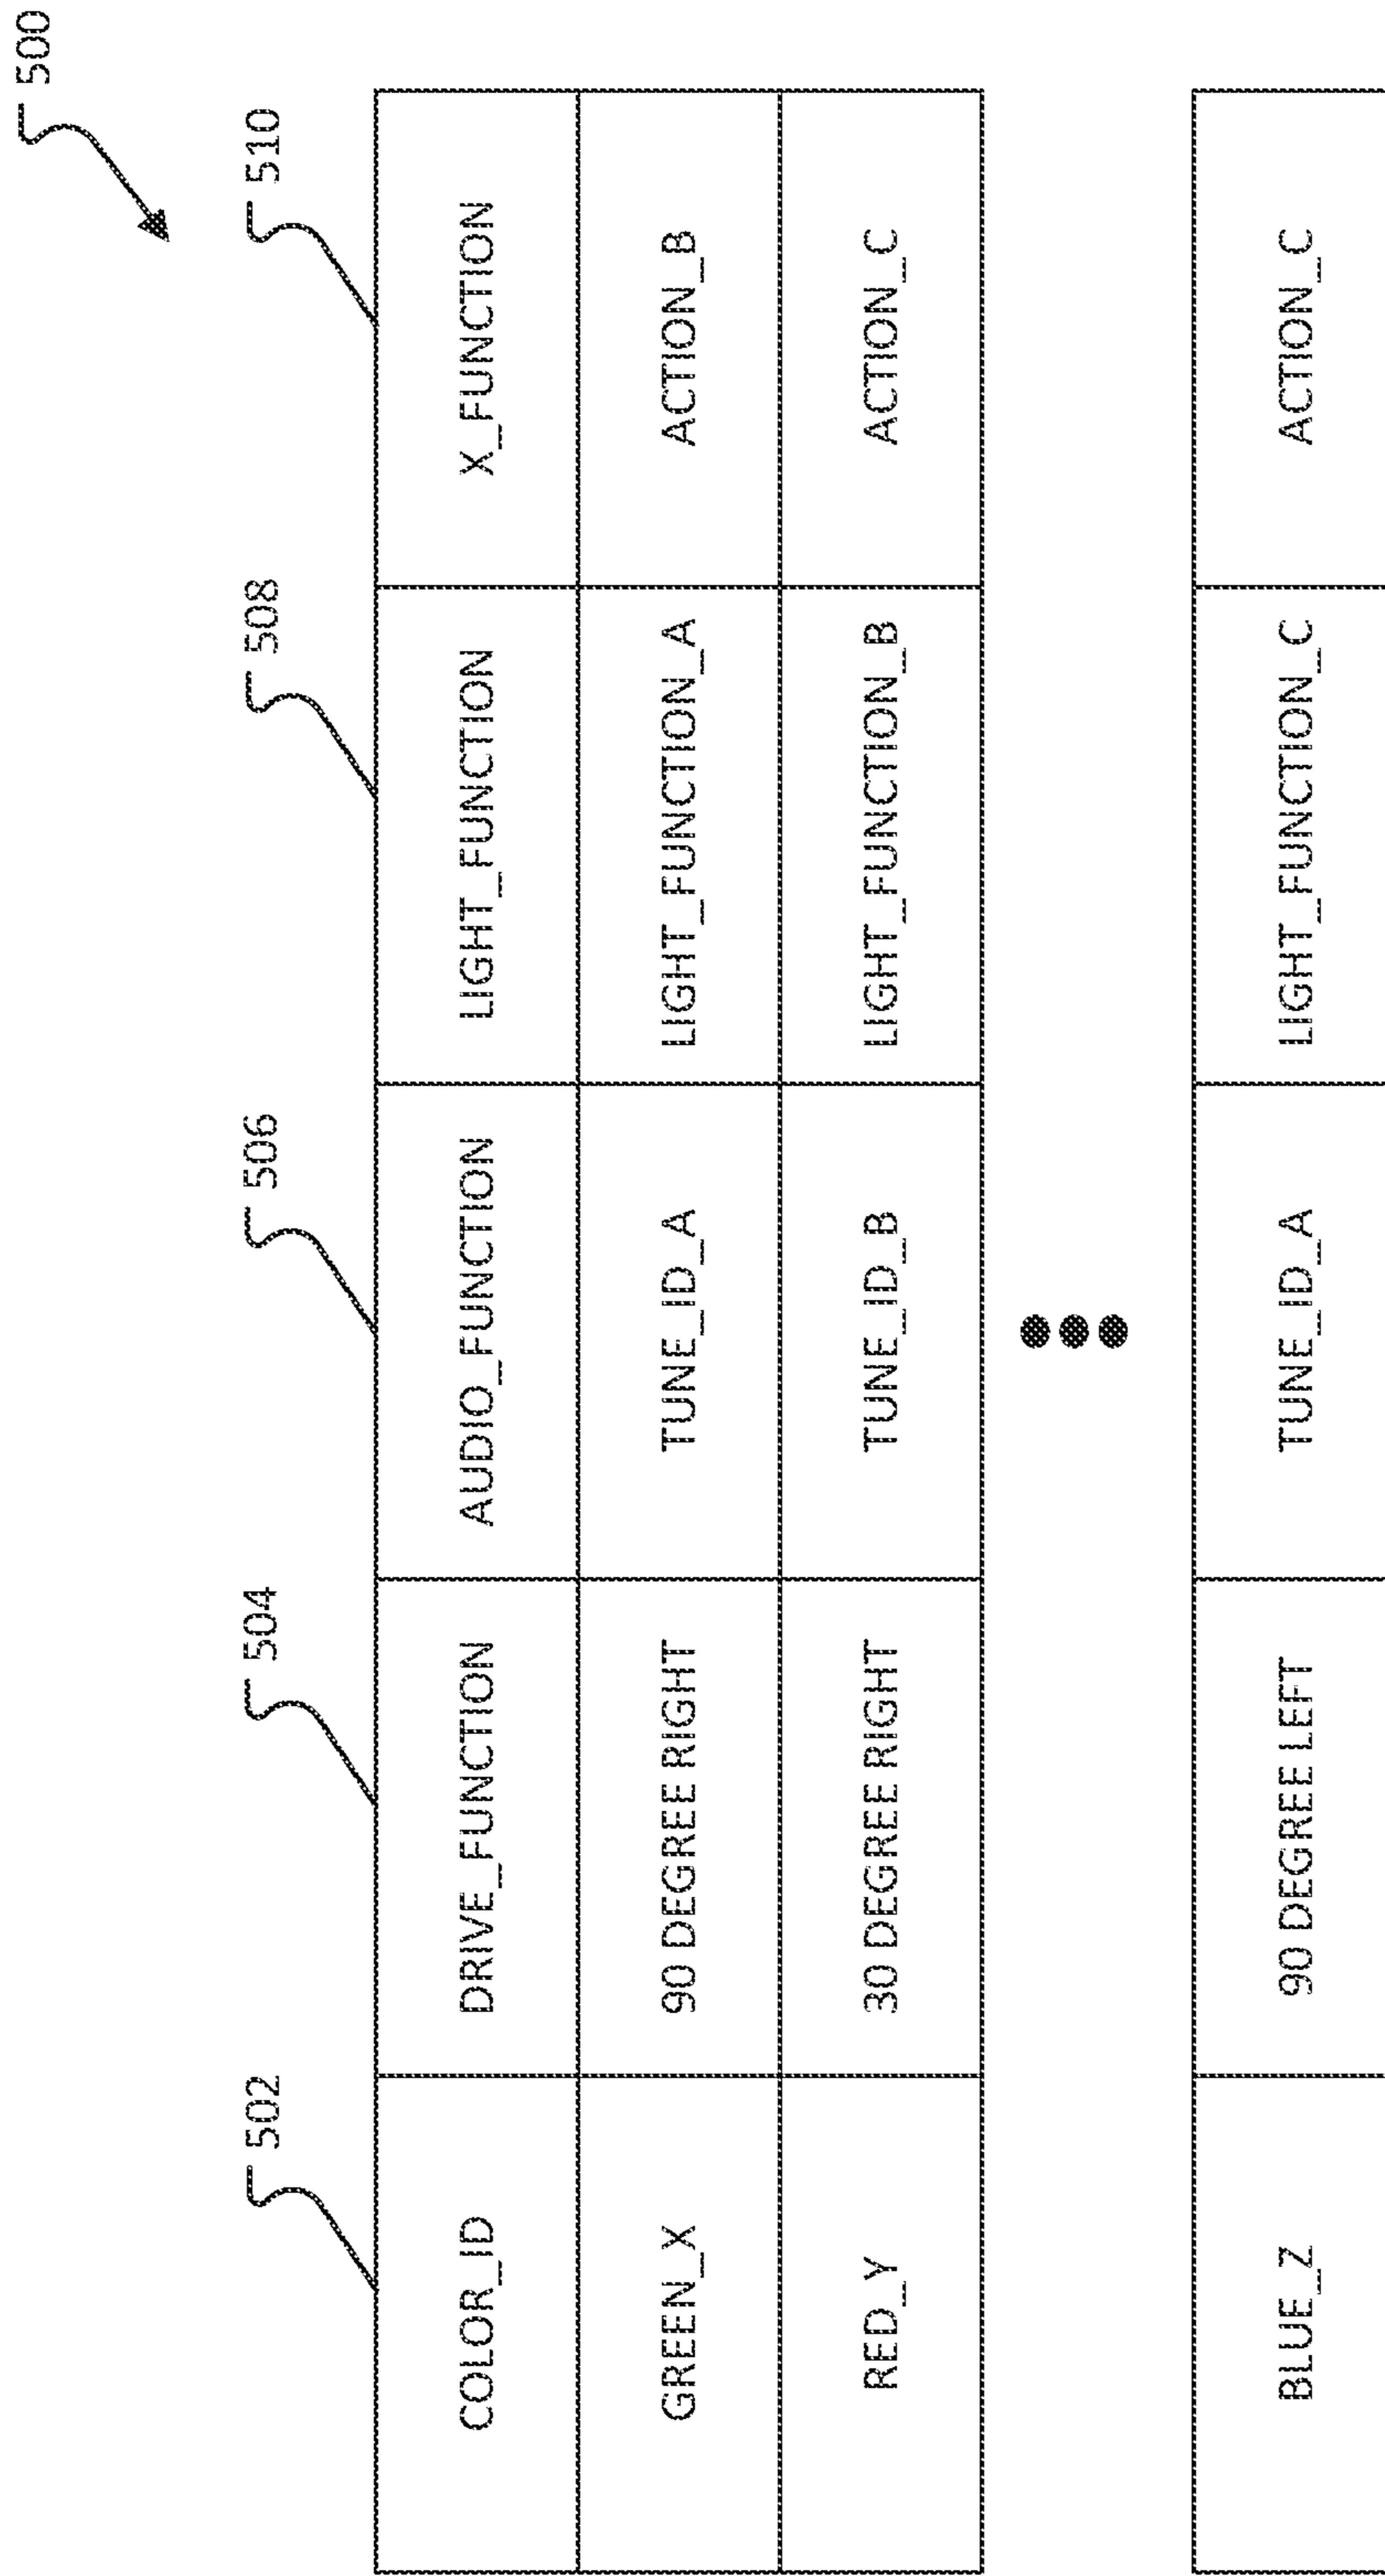 500
502 504 506 508 510
COLOR_ID DRIVE_FUNCTION AUDIO_FUNCTION LIGHT_FUNCTION X_FUNCTION
GREEN_X 90 DEGREE RIGHT TUNE_ID_A LIGHT_FUNCTION_A ACTION_B
RED_Y 30 DEGREE RIGHT TUNE_ID_B LIGHT_FUNCTION_B ACTION_C
BLUE_Z 90 DEGREE LEFT TUNE_ID_A LIGHT_FUNCTION_C ACTION_C